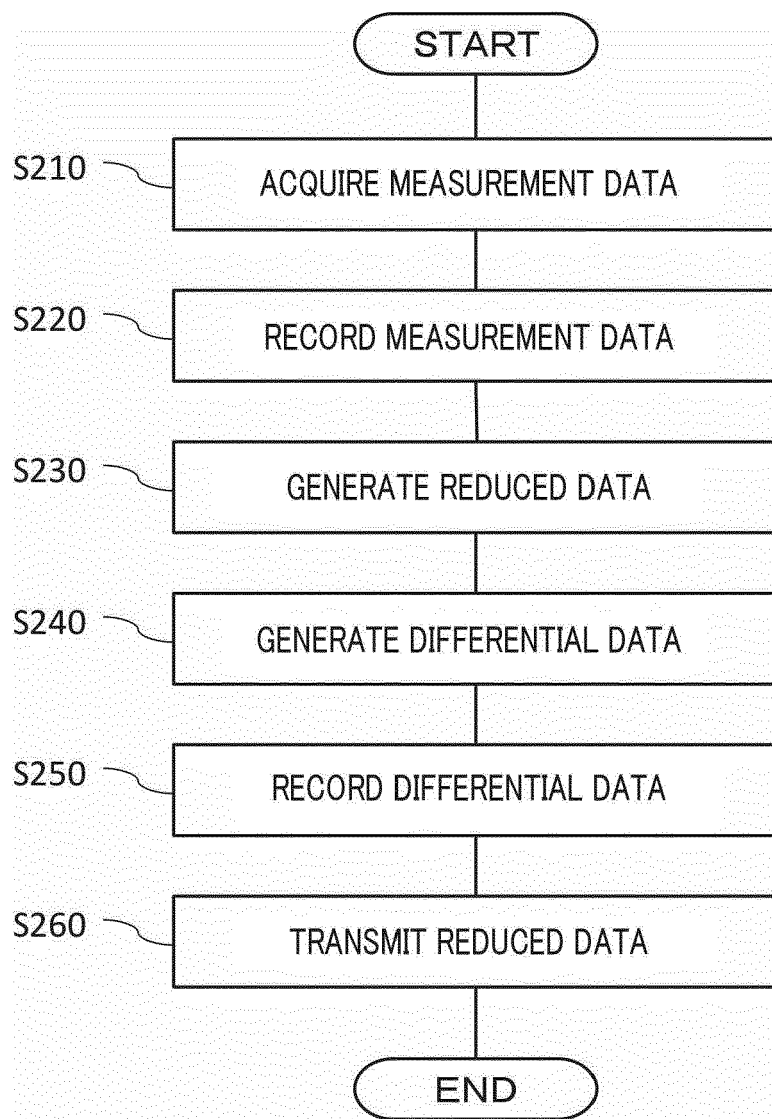 START
S210
ACQUIRE MEASUREMENT DATA
S220
RECORD MEASUREMENT DATA
S230
GENERATE REDUCED DATA
S240
GENERATE DIFFERENTIAL DATA
S250
RECORD DIFFERENTIAL DATA
S260
TRANSMIT REDUCED DATA
END